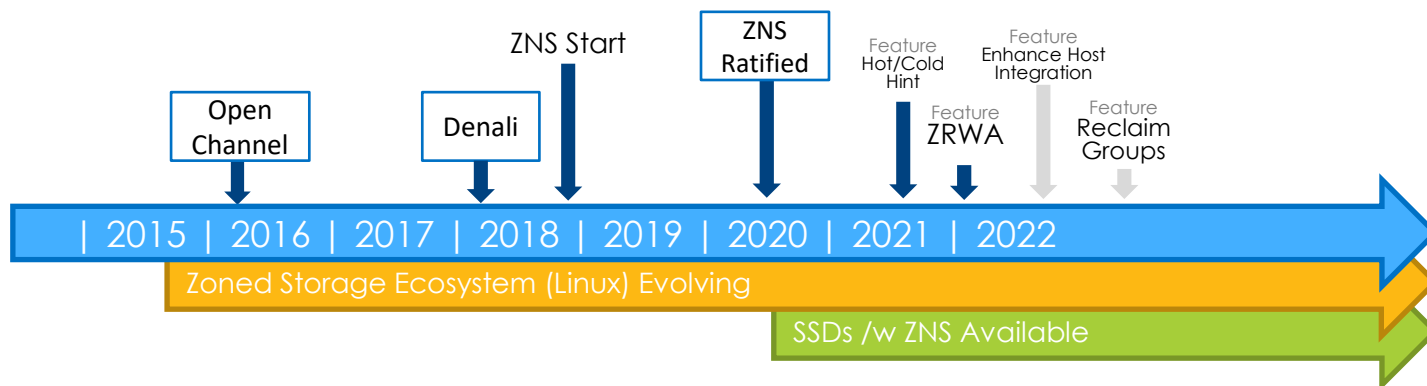 ZNS Start
ZNS
Ratified
Feature
Hot/Cold
Hint
Feature
Enhance Host
Integration
Open
Channel
Denali
Feature
ZRWA
Feature
Reclaim
Groups
| 2015 | 2016 | 2017 | 2018 | 2019 | 2020 | 2021 | 2022
Zoned Storage Ecosystem (Linux) Evolving
SSDs /w ZNS Available